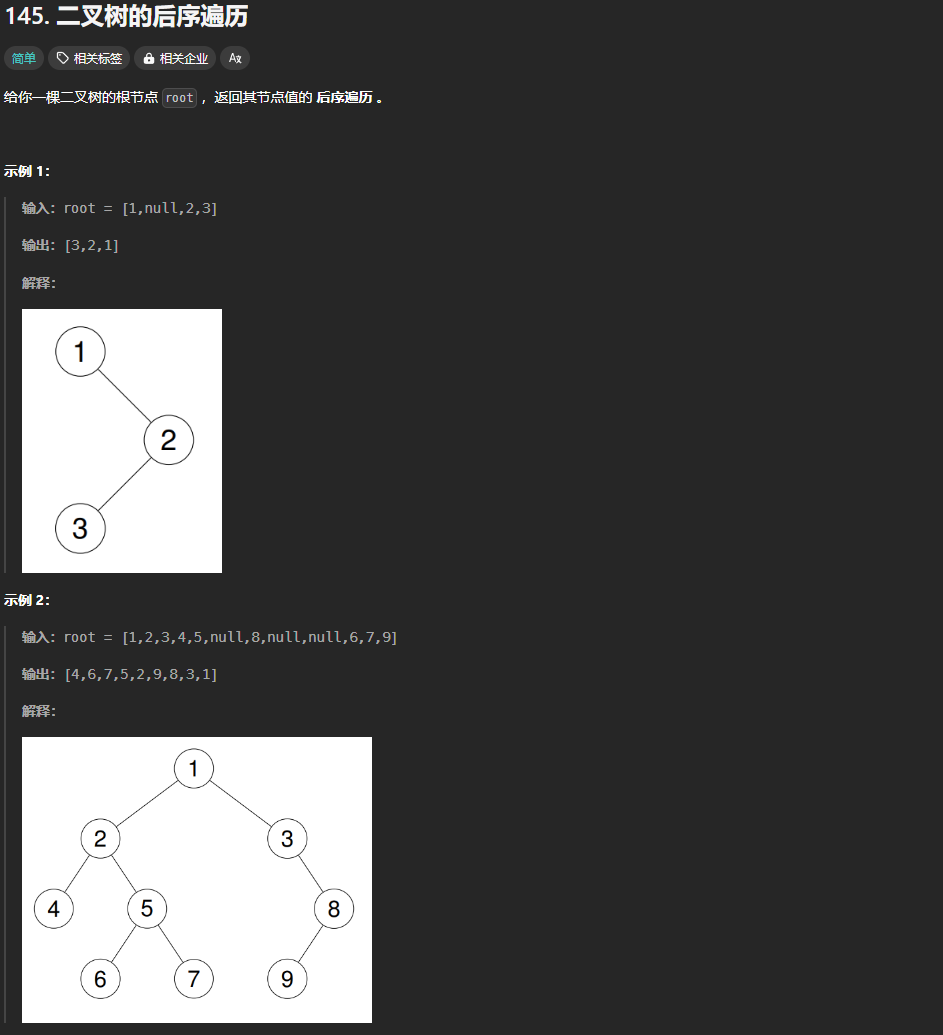 145. 二叉树的后序遍历
简单 相关标签 相关企业 Ax
给你一棵二叉树的根节点 root ，返回其节点值的 后序遍历 。
示例 1：
输入：root = [1,null,2,3]
输出：[3,2,1]
解释：
1
2
3
示例 2：
输入：root = [1,2,3,4,5,null,8,null,null,6,7,9]
输出：[4,6,7,5,2,9,8,3,1]
解释：
1
2 3
4 5 8
6 7 9